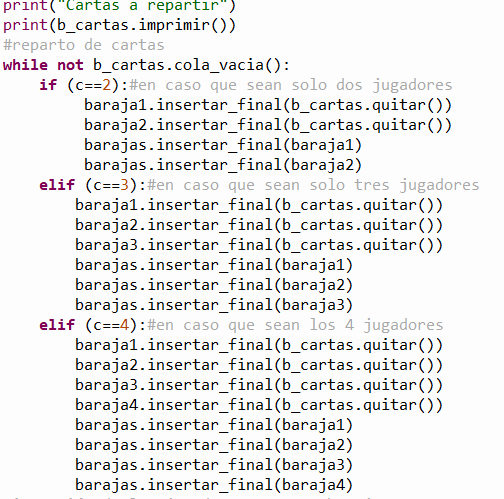 print("Cartas a repartir")
print(b_cartas.imprimir())
#reparto de cartas
while not b_cartas.cola_vacia():
    if (c==2):#en caso que sean solo dos jugadores
        baraja1.insertar_final(b_cartas.quitar())
        baraja2.insertar_final(b_cartas.quitar())
        barajas.insertar_final(baraja1)
        barajas.insertar_final(baraja2)
    elif (c==3):#en caso que sean solo tres jugadores
        baraja1.insertar_final(b_cartas.quitar())
        baraja2.insertar_final(b_cartas.quitar())
        baraja3.insertar_final(b_cartas.quitar())
        barajas.insertar_final(baraja1)
        barajas.insertar_final(baraja2)
        barajas.insertar_final(baraja3)
    elif (c==4):#en caso que sean los 4 jugadores
        baraja1.insertar_final(b_cartas.quitar())
        baraja2.insertar_final(b_cartas.quitar())
        baraja3.insertar_final(b_cartas.quitar())
        baraja4.insertar_final(b_cartas.quitar())
        barajas.insertar_final(baraja1)
        barajas.insertar_final(baraja2)
        barajas.insertar_final(baraja3)
        barajas.insertar_final(baraja4)